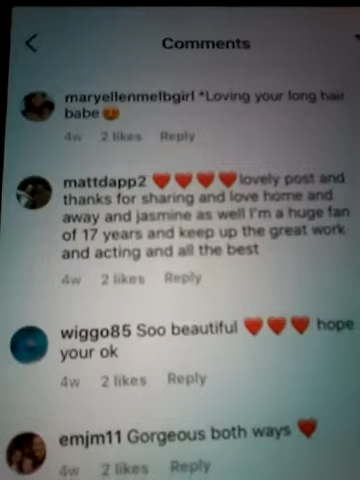 Comments
maryellenmelbgirl *Loving your long hair
babe 😍
4w 2 likes Reply
mattdapp2 ❤️❤️❤️❤️lovely post and
thanks for sharing and love home and
away and jasmine as well I'm a huge fan
of 17 years and keep up the great work
and acting and all the best
4w 2 likes Reply
wiggo85 Soo beautiful ❤️❤️❤️ hope
your ok
4w 2 likes Reply
emjm11 Gorgeous both ways ❤️
4w 2 likes Reply